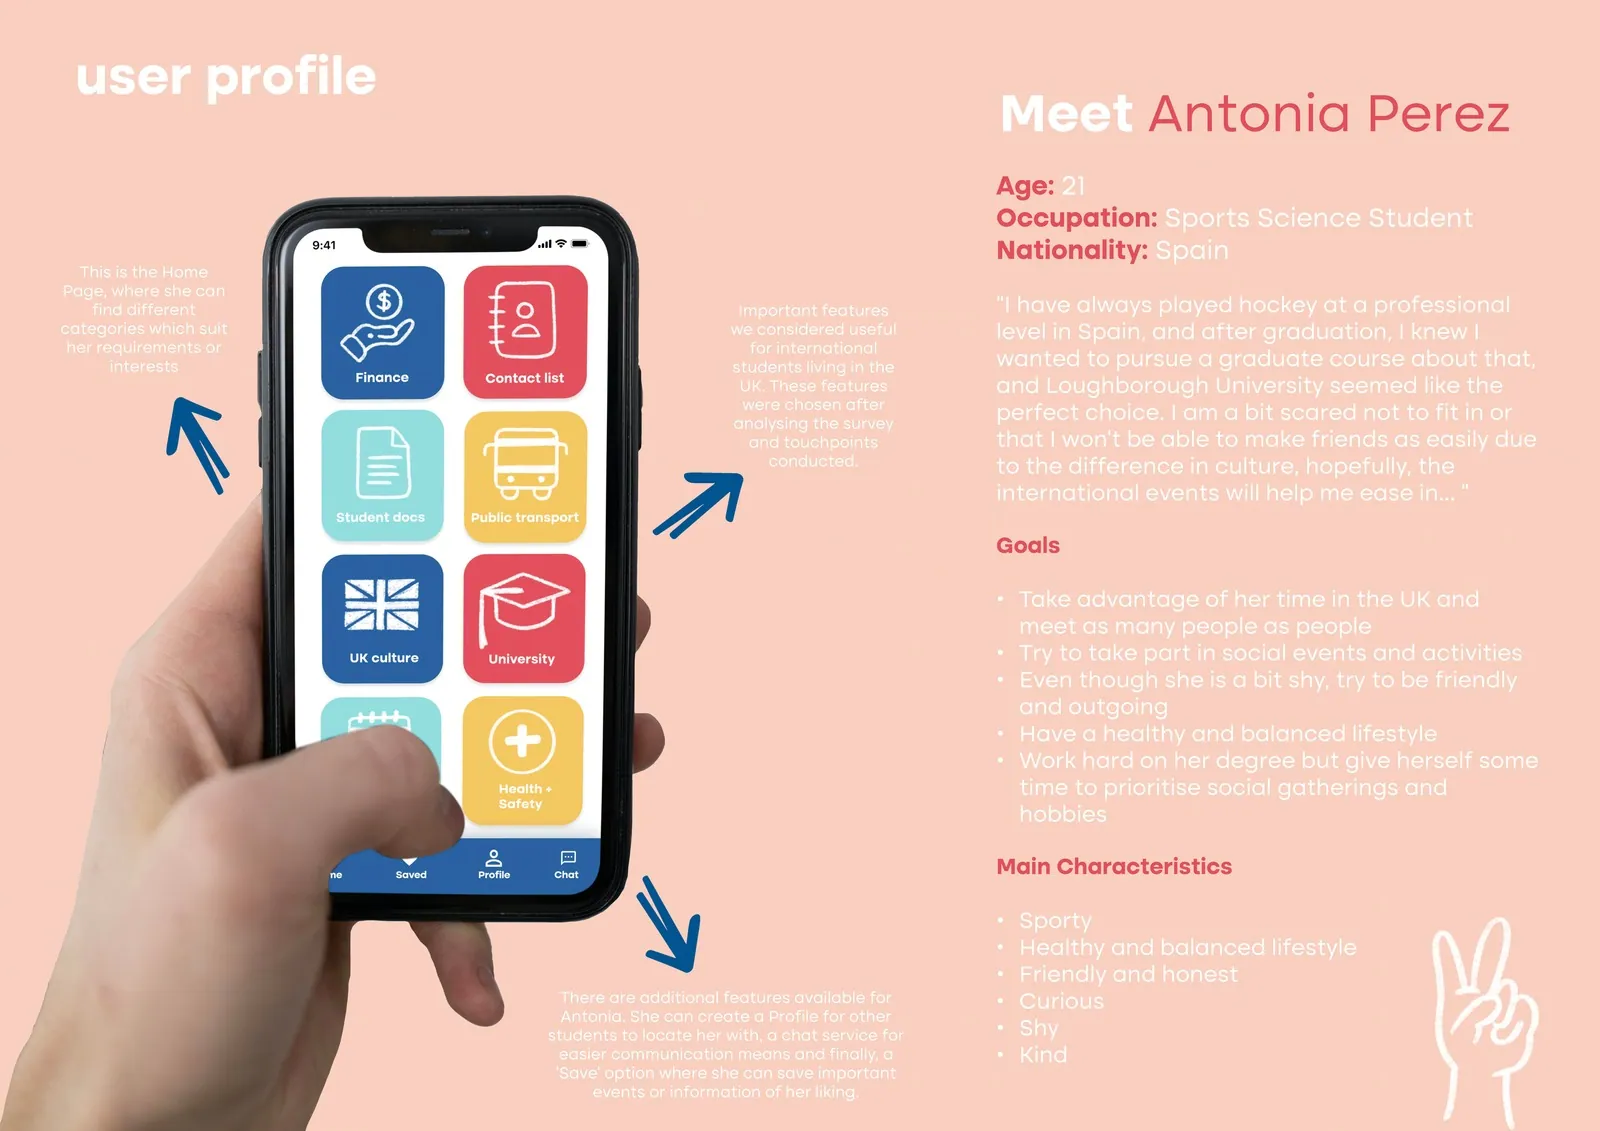 user profile
Meet Antonia Perez
Age: 21
Occupation: Sports Science Student
Nationality: Spain
"I have always played hockey at a professional
level in Spain, and after graduation, I knew I
wanted to pursue a graduate course about that,
and Loughborough University seemed like the
perfect choice. I am a bit scared not to fit in or
that I won't be able to make friends as easily due
to the difference in culture, hopefully, the
international events will help me ease in... "
Goals
• Take advantage of her time in the UK and
meet as many people as people
• Try to take part in social events and activities
• Even though she is a bit shy, try to be friendly
and outgoing
• Have a healthy and balanced lifestyle
• Work hard on her degree but give herself some
time to prioritise social gatherings and
hobbies
Main Characteristics
• Sporty
• Healthy and balanced lifestyle
• Friendly and honest
• Curious
• Shy
• Kind
This is the Home
Page, where she can
find different
categories which suit
her requirements or
interests
9:41
Finance
Contact list
Student docs
Public transport
UK culture
University
Health +
Safety
me
Saved
Profile
Chat
Important features
we considered useful
for international
students living in the
UK. These features
were chosen after
analysing the survey
and touchpoints
conducted.
There are additional features available for
Antonia. She can create a Profile for other
students to locate her with, a chat service for
easier communication means and finally, a
'Save' option where she can save important
events or information of her liking.